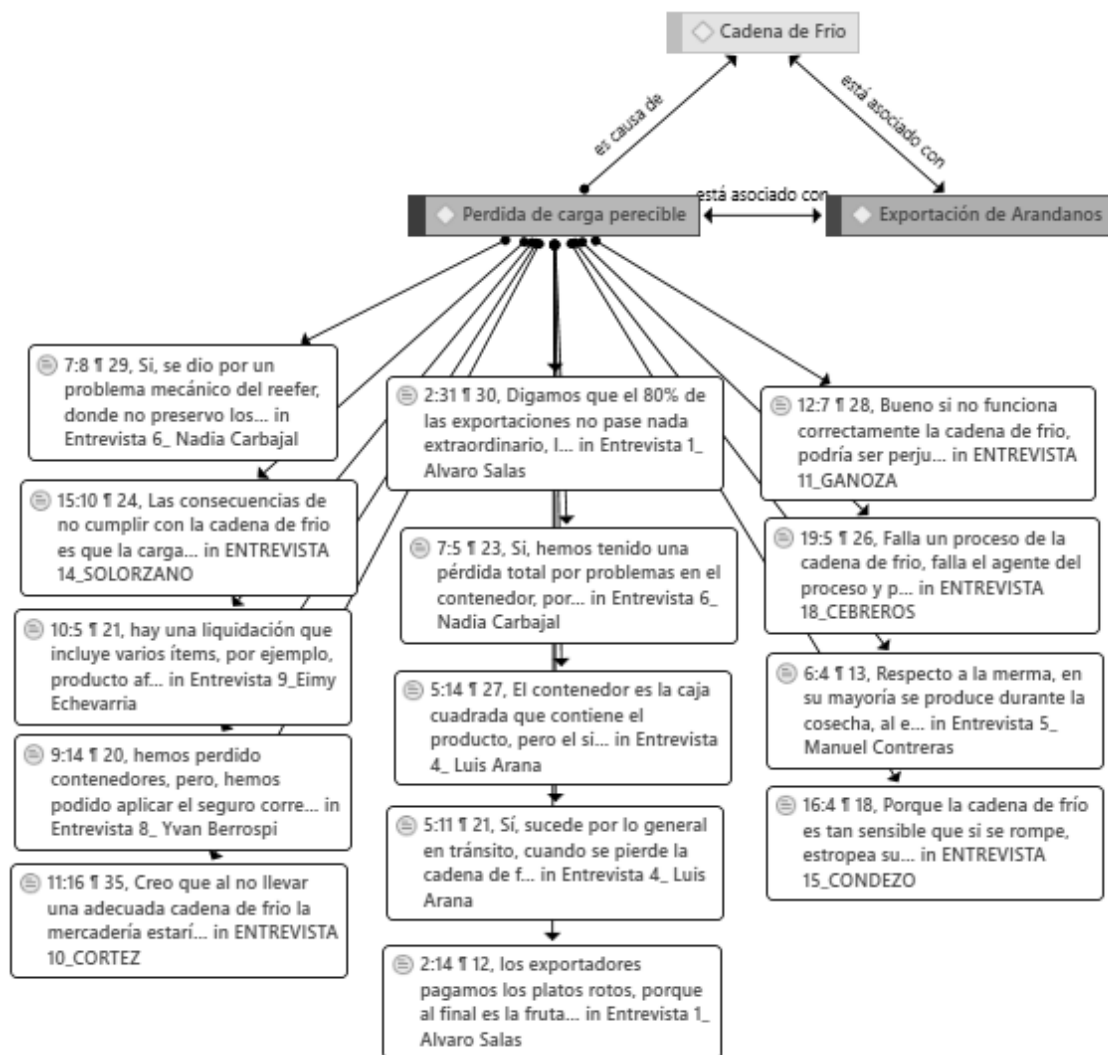 Cadena de Frio
es causa de
está asociado con
está asociado con
Perdida de carga perecible
Exportación de Arandanos
7:8 ¶ 29, Si, se dio por un
problema mecánico del reefer,
donde no preservo los... in
Entrevista 6_ Nadia Carbajal
15:10 ¶ 24, Las consecuencias de
no cumplir con la cadena de frio
es que la carga... in ENTREVISTA
14_SOLORZANO
10:5 ¶ 21, hay una liquidación que
incluye varios ítems, por ejemplo,
producto af... in Entrevista 9_Eimy
Echevarria
9:14 ¶ 20, hemos perdido
contenedores, pero, hemos
podido aplicar el seguro corre... in
Entrevista 8_ Yvan Berrospi
11:16 ¶ 35, Creo que al no llevar
una adecuada cadena de frio la
mercadería estarí... in ENTREVISTA
10_CORTEZ
2:31 ¶ 30, Digamos que el 80% de
las exportaciones no pase nada
extraordinario, l... in Entrevista 1_
Alvaro Salas
7:5 ¶ 23, Si, hemos tenido una
pérdida total por problemas en el
contenedor, por... in Entrevista 6_
Nadia Carbajal
5:14 ¶ 27, El contenedor es la caja
cuadrada que contiene el
producto, pero el si... in Entrevista
4_ Luis Arana
5:11 ¶ 21, Sí, sucede por lo general
en tránsito, cuando se pierde la
cadena de f... in Entrevista 4_ Luis
Arana
2:14 ¶ 12, los exportadores
pagamos los platos rotos, porque
al final es la fruta... in Entrevista 1_
Alvaro Salas
12:7 ¶ 28, Bueno si no funciona
correctamente la cadena de frio,
podría ser perju... in ENTREVISTA
11_GANOZA
19:5 ¶ 26, Falla un proceso de la
cadena de frio, falla el agente del
proceso y p... in ENTREVISTA
18_CEBREROS
6:4 ¶ 13, Respecto a la merma, en
su mayoría se produce durante la
cosecha, al e... in Entrevista 5_
Manuel Contreras
16:4 ¶ 18, Porque la cadena de frío
es tan sensible que si se rompe,
estropea su... in ENTREVISTA
15_CONDEZO